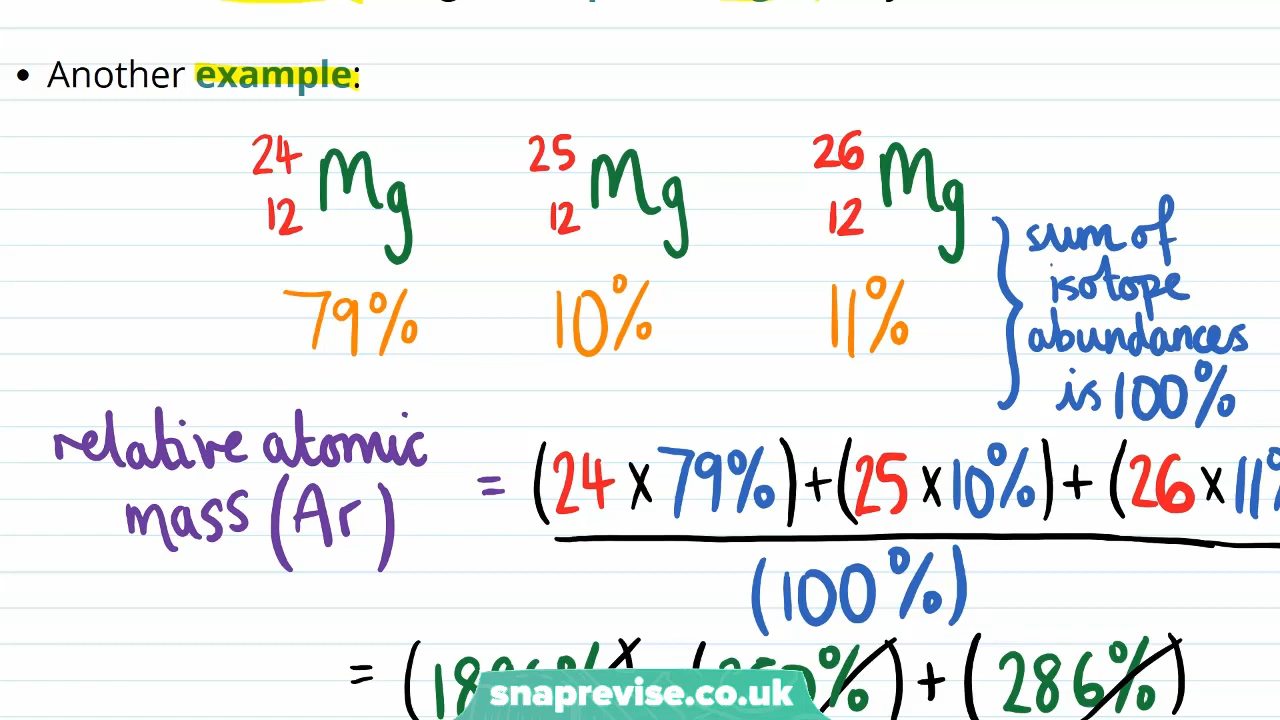 • Another example:
24 12 Mg 25 12 Mg 26 12 Mg
79% 10% 11%
sum of
isotope
abundances
is 100%
relative atomic
mass (Ar)
= (24 x 79%) + (25 x 10%) + (26 x 11%
(100%)
= + (286%)
snaprevise.co.uk